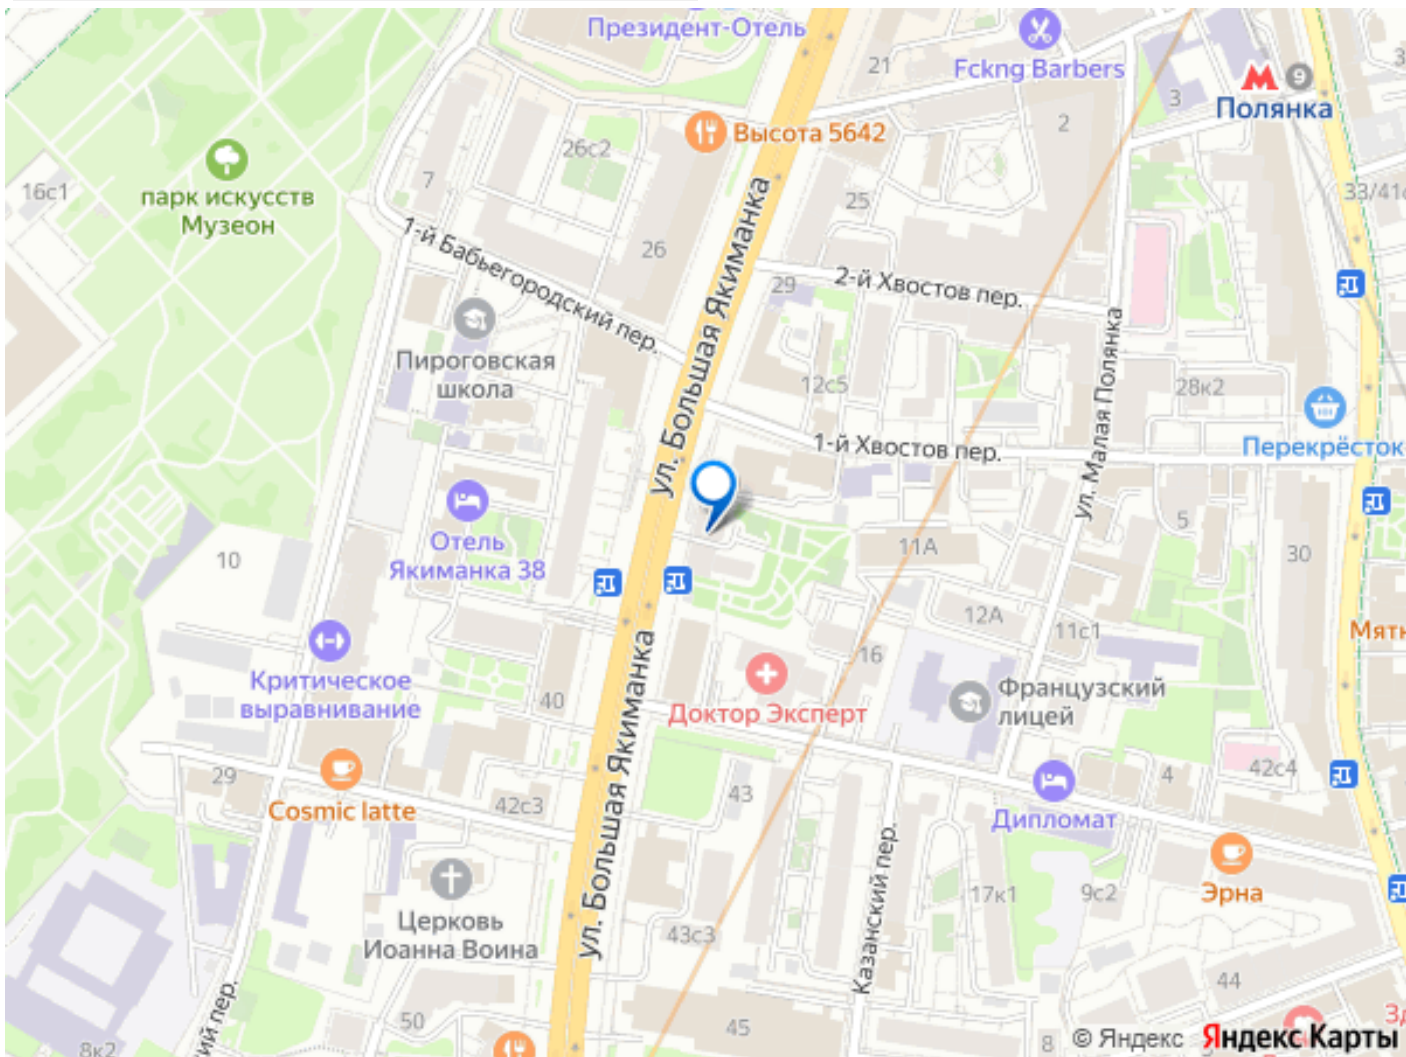 Президент-Отель
21
Fckng Barbers
9
3
Полянка
2
Высота 5642
26с2
7
16с1
парк искусств
Музеон
25
33/41
1-й Бабьегородский пер.
26
ул. Большая Якиманка
29
2-й Хвостов пер.
Пироговская
школа
12с5
ул. Малая Полянка
28к2
1-й Хвостов пер.
Перекрёсток
5
11А
30
10
Отель
Якиманка 38
12А
11с1
16
Критическое
выравнивание
40
ул. Большая Якиманка
Доктор Эксперт
Французский
лицей
29
Cosmic latte
42с3
43
4
42с4
Дипломат
Казанский пер.
17к1
9с2
Эрна
Церковь
Иоанна Воина
43с3
44
50
45
8к2
8
© Яндекс Яндекс Карты